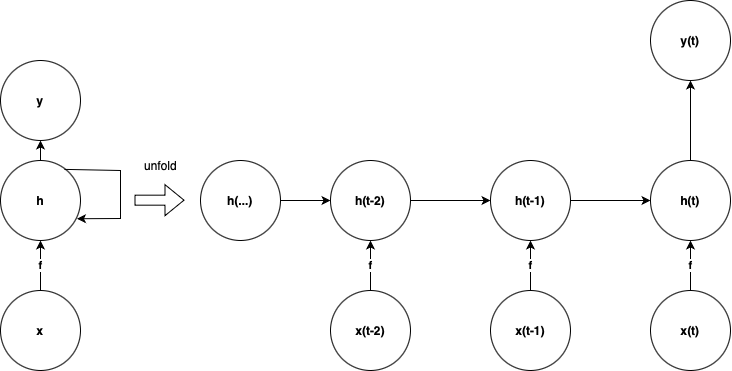 y
h
f
x
unfold
h(...)
h(t-2)
h(t-1)
h(t)
y(t)
f
f
f
x(t-2)
x(t-1)
x(t)